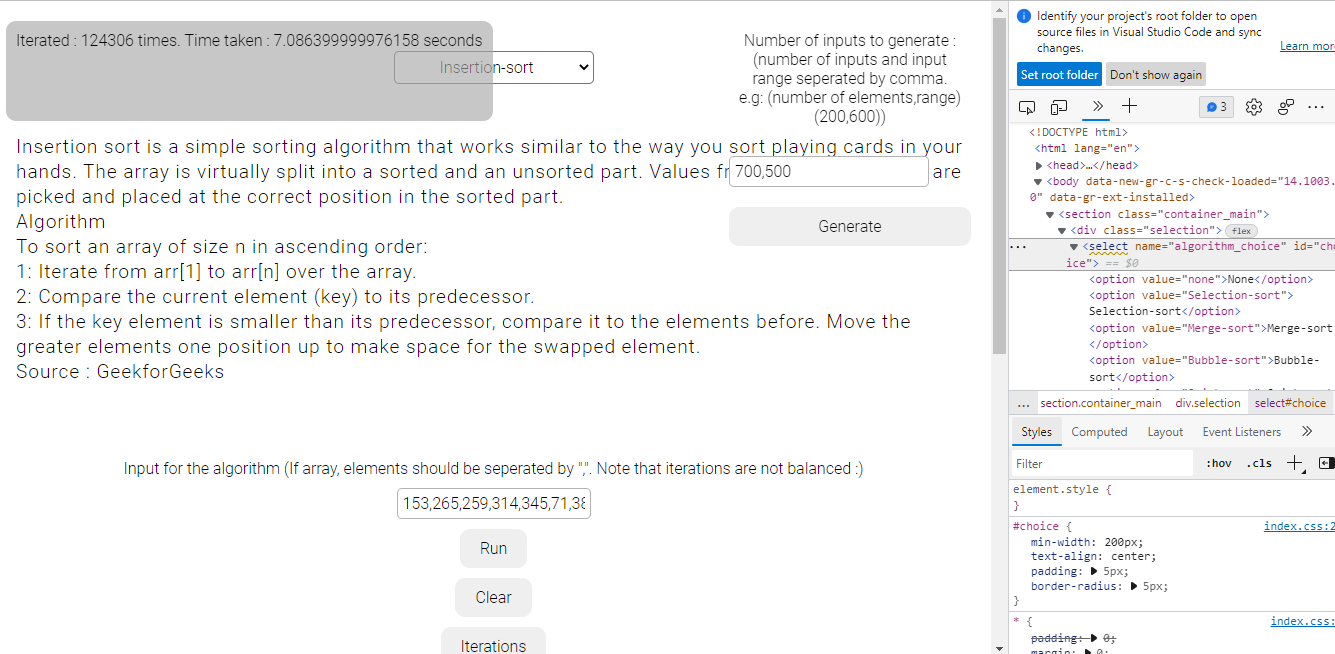 Iterated : 124306 times. Time taken : 7.086399999976158 seconds
Insertion-sort
Number of inputs to generate :
(number of inputs and input
range seperated by comma.
e.g: (number of elements,range)
(200,600))
Insertion sort is a simple sorting algorithm that works similar to the way you sort playing cards in your
hands. The array is virtually split into a sorted and an unsorted part. Values fr
are
700,500
picked and placed at the correct position in the sorted part.
Generate
Algorithm
To sort an array of size n in ascending order:
1: Iterate from arr[1] to arr[n] over the array.
2: Compare the current element (key) to its predecessor.
3: If the key element is smaller than its predecessor, compare it to the elements before. Move the
greater elements one position up to make space for the swapped element.
Source : GeekforGeeks
Input for the algorithm (If array, elements should be seperated by ",". Note that iterations are not balanced :)
153,265,259,314,345,71,38
Run
Clear
Iterations
Identify your project's root folder to open
source files in Visual Studio Code and sync
changes.
Learn mor
Set root folder
Don't show again
3
<!DOCTYPE html>
<html lang="en">
<head>…</head>
<body data-new-gr-c-s-check-loaded="14.1003.
0" data-gr-ext-installed>
<section class="container_main">
<div class="selection"> flex
<select name="algorithm_choice" id="cho
ice"> == $0
<option value="none">None</option>
<option value="Selection-sort">
Selection-sort</option>
<option value="Merge-sort">Merge-sort
</option>
<option value="Bubble-sort">Bubble-
sort</option>
... section.container_main div.selection select#choice
Styles Computed Layout Event Listeners
Filter :hov .cls
element.style {
}
#choice { index.css:2
min-width: 200px;
text-align: center;
padding: 5px;
border-radius: 5px;
}
* { index.css:
padding: 0;
margin: 0;